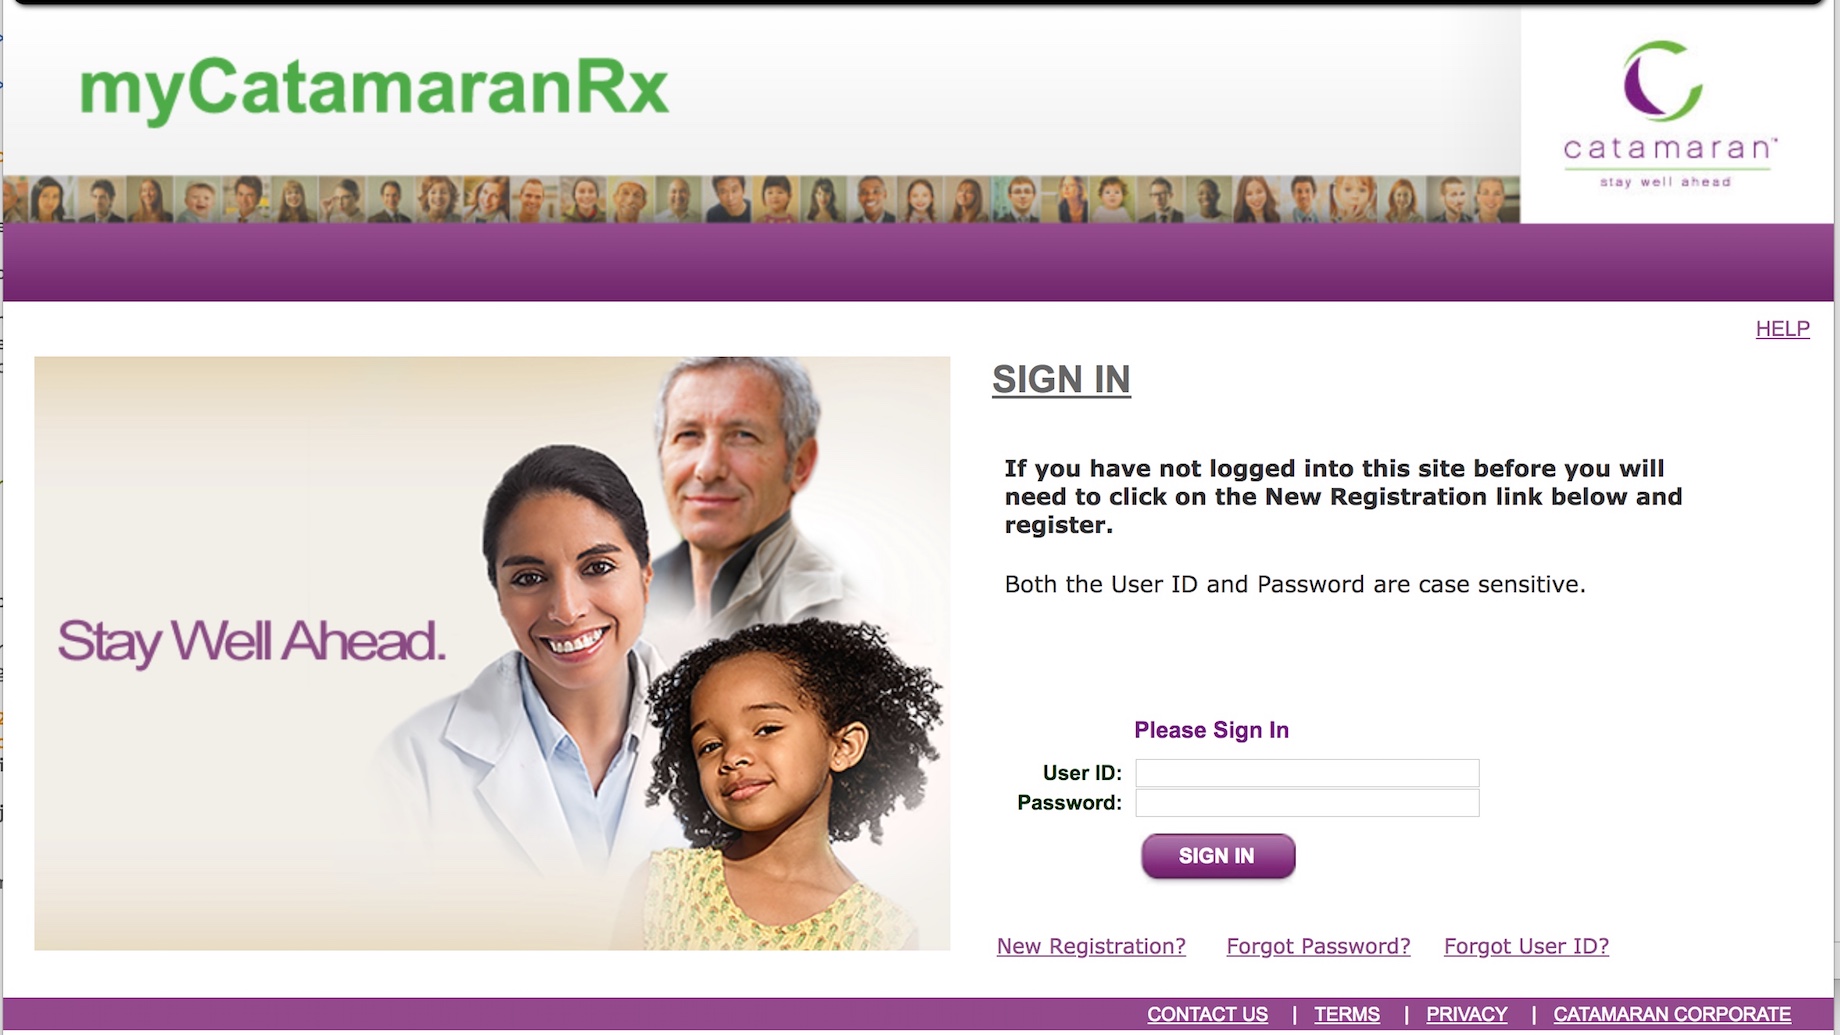 myCatamaranRx
catamaran™
stay well ahead
HELP
Stay Well Ahead.
SIGN IN
If you have not logged into this site before you will
need to click on the New Registration link below and
register.
Both the User ID and Password are case sensitive.
Please Sign In
User ID:
Password:
SIGN IN
New Registration? Forgot Password? Forgot User ID?
CONTACT US | TERMS | PRIVACY | CATAMARAN CORPORATE